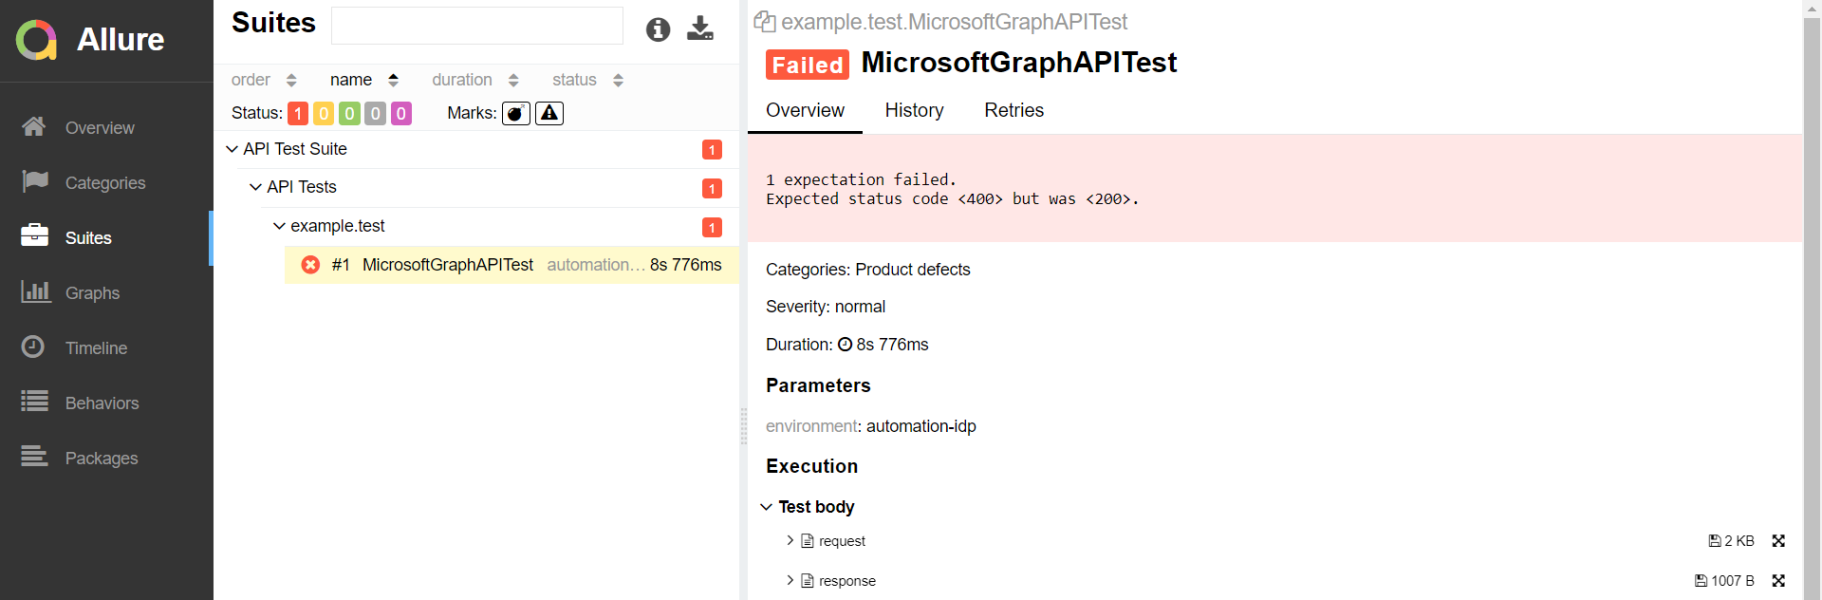 Allure
Overview
Categories
Suites
Graphs
Timeline
Behaviors
Packages
Suites
order name duration status
Status: 1 0 0 0 0 Marks:
API Test Suite 1
API Tests 1
example.test 1
#1 MicrosoftGraphAPITest automation... 8s 776ms
example.test.MicrosoftGraphAPITest
Failed MicrosoftGraphAPITest
Overview History Retries
1 expectation failed.
Expected status code <400> but was <200>.
Categories: Product defects
Severity: normal
Duration: 8s 776ms
Parameters
environment: automation-idp
Execution
Test body
request 2 KB
response 1007 B